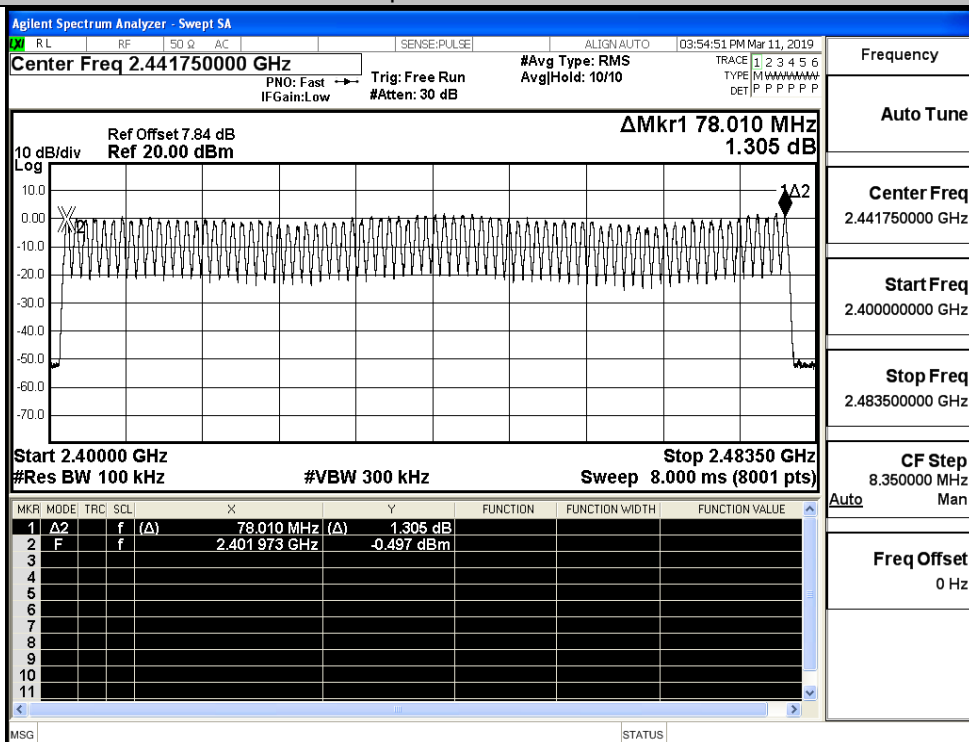 Agilent Spectrum Analyzer - Swept SA
LXI RL RF 50 Ω AC SENSE:PULSE ALIGN AUTO 03:54:51 PM Mar 11, 2019
Center Freq 2.441750000 GHz
PNO: Fast
IFGain:Low
Trig: Free Run
#Atten: 30 dB
#Avg Type: RMS
Avg|Hold: 10/10
TRACE 1 2 3 4 5 6
TYPE M W W W W W
DET P P P P P P
ΔMkr1 78.010 MHz
1.305 dB
Ref Offset 7.84 dB
10 dB/div Ref 20.00 dBm
Log
10.0
0.00
-10.0
-20.0
-30.0
-40.0
-50.0
-60.0
-70.0
2
1Δ2
Start 2.40000 GHz Stop 2.48350 GHz
#Res BW 100 kHz #VBW 300 kHz Sweep 8.000 ms (8001 pts)
MKR MODE TRC SCL X Y FUNCTION FUNCTION WIDTH FUNCTION VALUE
1 Δ2 f (Δ) 78.010 MHz (Δ) 1.305 dB
2 F f 2.401 973 GHz -0.497 dBm
3
4
5
6
7
8
9
10
11
MSG STATUS
Frequency
Auto Tune
Center Freq
2.441750000 GHz
Start Freq
2.400000000 GHz
Stop Freq
2.483500000 GHz
CF Step
8.350000 MHz
Auto Man
Freq Offset
0 Hz